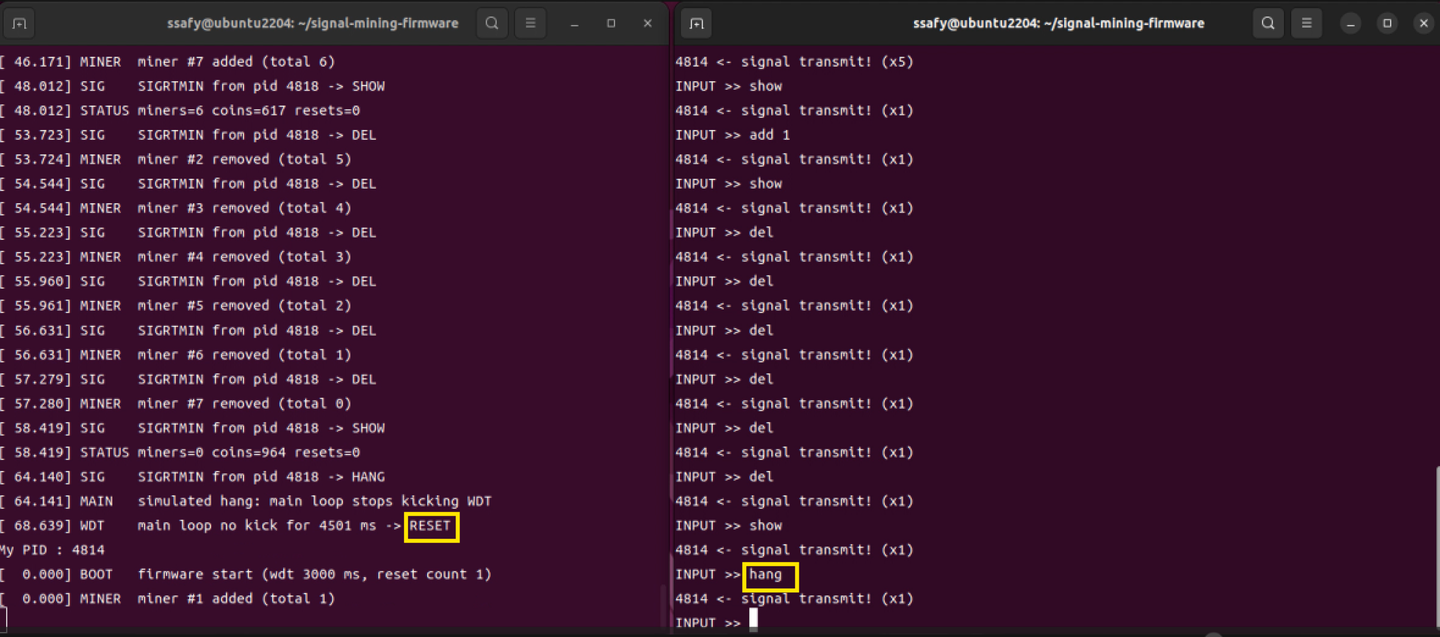 ssafy@ubuntu2204: ~/signal-mining-firmware
[ 46.171] MINER  miner #7 added (total 6)
[ 48.012] SIG    SIGRTMIN from pid 4818 -> SHOW
[ 48.012] STATUS miners=6 coins=617 resets=0
[ 53.723] SIG    SIGRTMIN from pid 4818 -> DEL
[ 53.724] MINER  miner #2 removed (total 5)
[ 54.544] SIG    SIGRTMIN from pid 4818 -> DEL
[ 54.544] MINER  miner #3 removed (total 4)
[ 55.223] SIG    SIGRTMIN from pid 4818 -> DEL
[ 55.223] MINER  miner #4 removed (total 3)
[ 55.960] SIG    SIGRTMIN from pid 4818 -> DEL
[ 55.961] MINER  miner #5 removed (total 2)
[ 56.631] SIG    SIGRTMIN from pid 4818 -> DEL
[ 56.631] MINER  miner #6 removed (total 1)
[ 57.279] SIG    SIGRTMIN from pid 4818 -> DEL
[ 57.280] MINER  miner #7 removed (total 0)
[ 58.419] SIG    SIGRTMIN from pid 4818 -> SHOW
[ 58.419] STATUS miners=0 coins=964 resets=0
[ 64.140] SIG    SIGRTMIN from pid 4818 -> HANG
[ 64.141] MAIN   simulated hang: main loop stops kicking WDT
[ 68.639] WDT    main loop no kick for 4501 ms -> RESET
My PID : 4814
[  0.000] BOOT   firmware start (wdt 3000 ms, reset count 1)
[  0.000] MINER  miner #1 added (total 1)
ssafy@ubuntu2204: ~/signal-mining-firmware
4814 <- signal transmit! (x5)
INPUT >> show
4814 <- signal transmit! (x1)
INPUT >> add 1
4814 <- signal transmit! (x1)
INPUT >> show
4814 <- signal transmit! (x1)
INPUT >> del
4814 <- signal transmit! (x1)
INPUT >> del
4814 <- signal transmit! (x1)
INPUT >> del
4814 <- signal transmit! (x1)
INPUT >> del
4814 <- signal transmit! (x1)
INPUT >> del
4814 <- signal transmit! (x1)
INPUT >> del
4814 <- signal transmit! (x1)
INPUT >> show
4814 <- signal transmit! (x1)
INPUT >> hang
4814 <- signal transmit! (x1)
INPUT >>